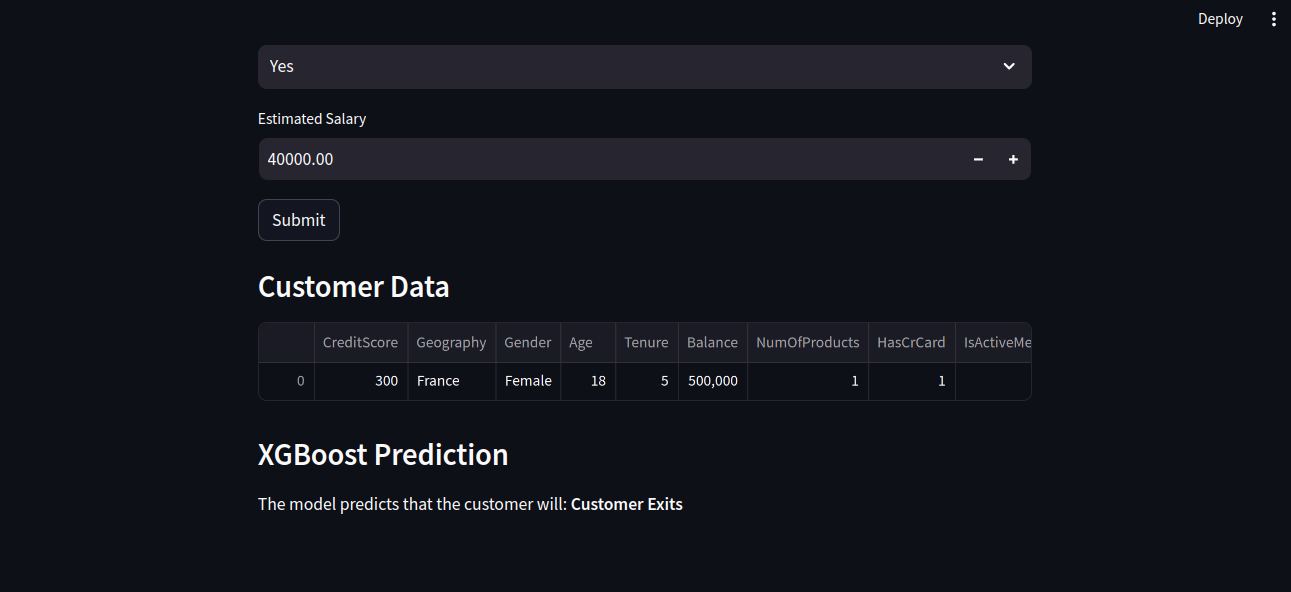 Deploy
Yes
Estimated Salary
40000.00
Submit
Customer Data
CreditScore Geography Gender Age Tenure Balance NumOfProducts HasCrCard IsActiveMe
0 300 France Female 18 5 500,000 1 1
XGBoost Prediction
The model predicts that the customer will: Customer Exits